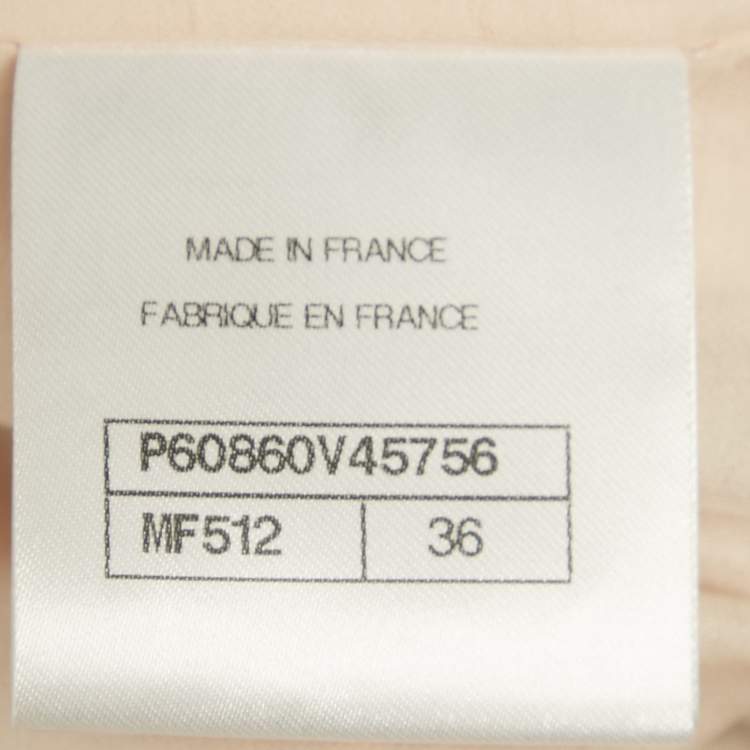 MADE IN FRANCE
FABRIQUE EN FRANCE
P60860V45756
MF512 36